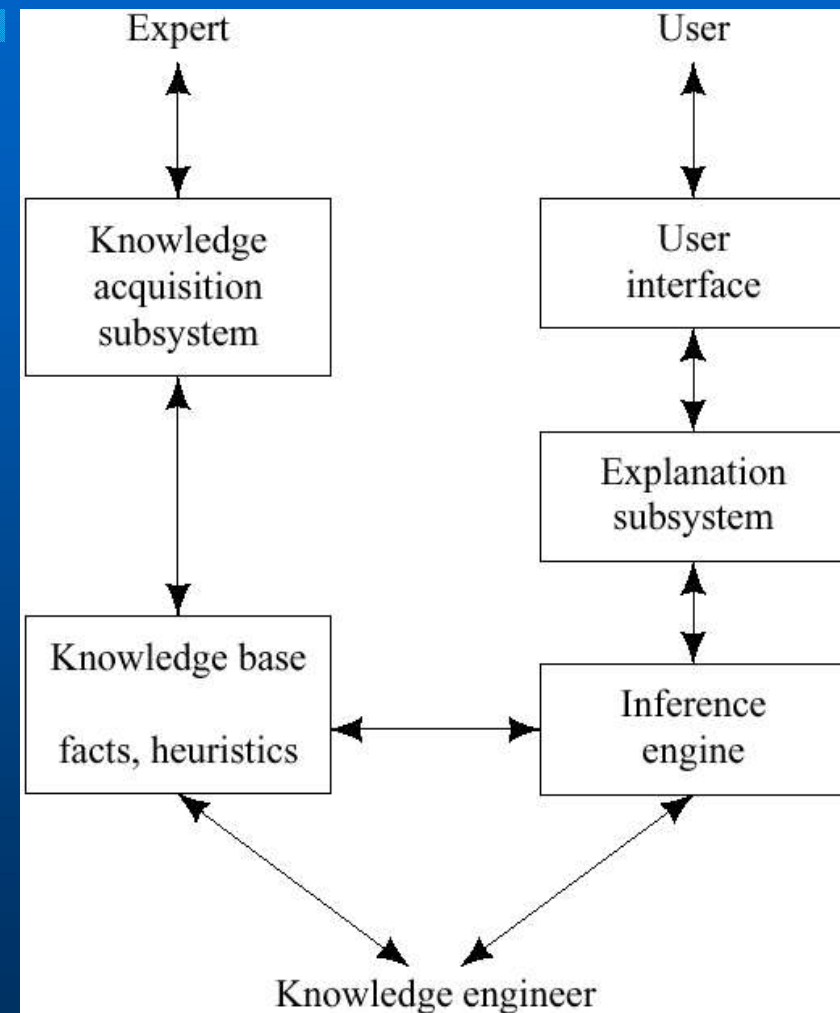 Expert
User
Knowledge
acquisition
subsystem
User
interface
Explanation
subsystem
Knowledge base
facts, heuristics
Inference
engine
Knowledge engineer